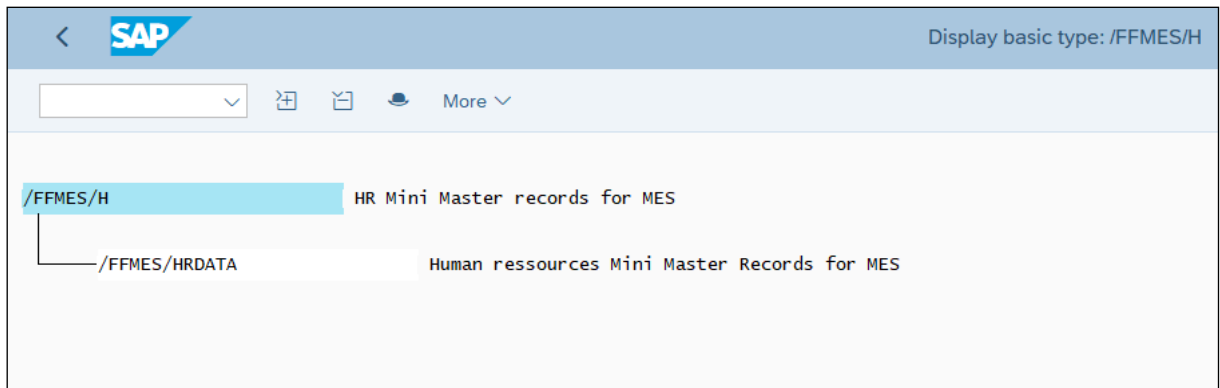 SAP Display basic type: /FFMES/H
More
/FFMES/H HR Mini Master records for MES
/FFMES/HRDATA Human ressources Mini Master Records for MES